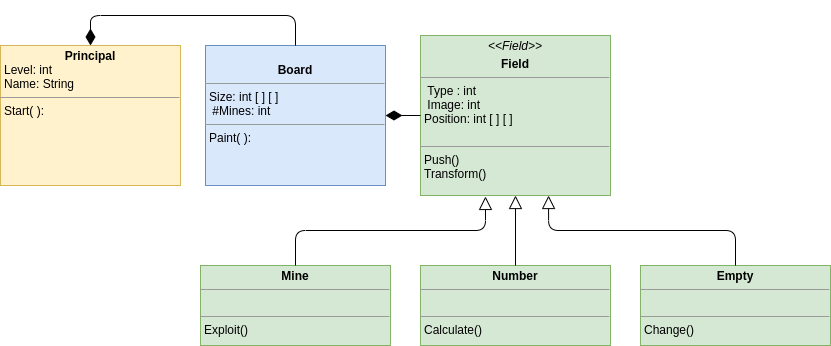 Principal
Level: int
Name: String
Start( ):
Board
Size: int [ ] [ ]
#Mines: int
Paint( ):
<<Field>>
Field
Type : int
Image: int
Position: int [ ] [ ]
Push()
Transform()
Mine
Exploit()
Number
Calculate()
Empty
Change()